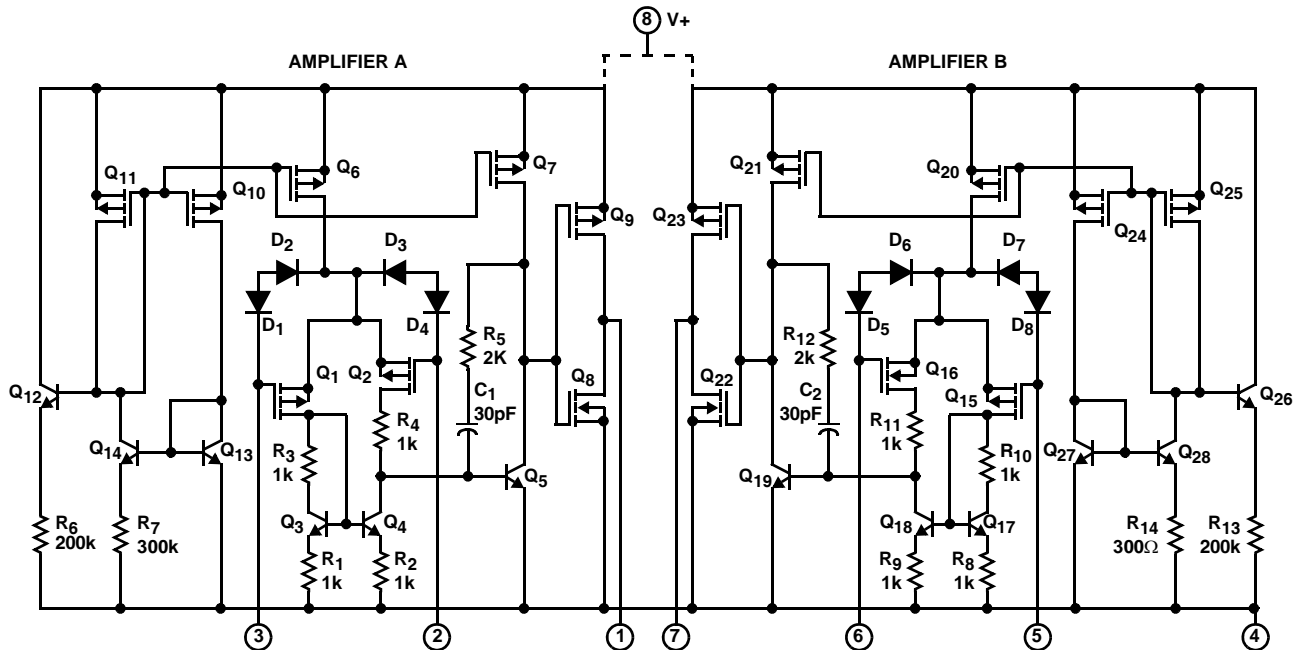 8 V+
AMPLIFIER A
AMPLIFIER B
Q11
Q10
Q6
Q7
Q21
Q20
Q25
Q24
Q9
Q23
D2
D3
D6
D7
D1
D4
D5
D8
R5
2K
R12
2k
Q1
Q2
C1
30pF
Q8
Q22
C2
30pF
Q16
Q15
Q12
Q26
R4
1k
R11
1k
Q14
Q13
R3
1k
R10
1k
Q27
Q28
Q5
Q19
Q3
Q4
Q18
Q17
R6
200k
R7
300k
R1
1k
R2
1k
R9
1k
R8
1k
R14
300Ω
R13
200k
3
2
1
7
6
5
4